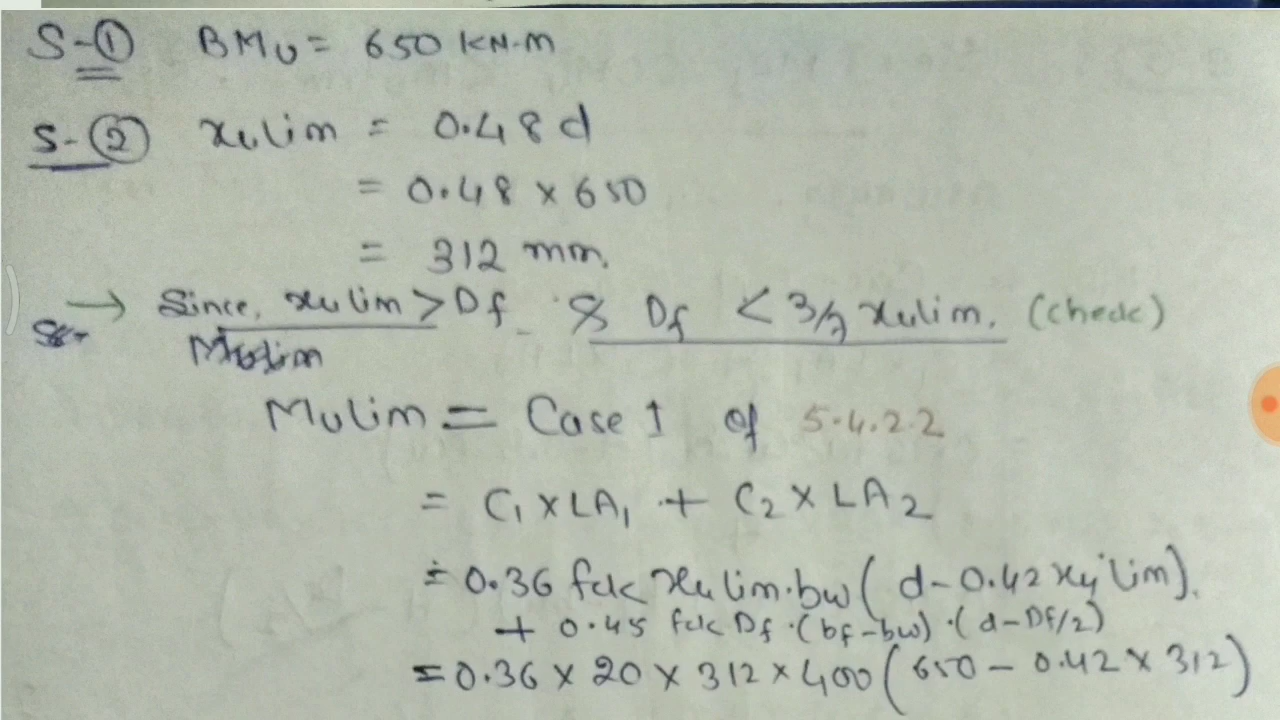 S-① BMu = 650 KN-m
S-② xulim = 0.48 d
= 0.48 × 650
= 312 mm.
→ Since, xulim > Df & Df < 3/7 xulim. (check)
Mulim
Mulim = Case I of 5.4.2.2
= C₁ × LA₁ + C₂ × LA₂
= 0.36 fck xulim.bw ( d - 0.42 xulim ).
+ 0.45 fck Df .(bf-bw) .( d - Df/2)
= 0.36 × 20 × 312 × 400 ( 650 - 0.42 × 312 )